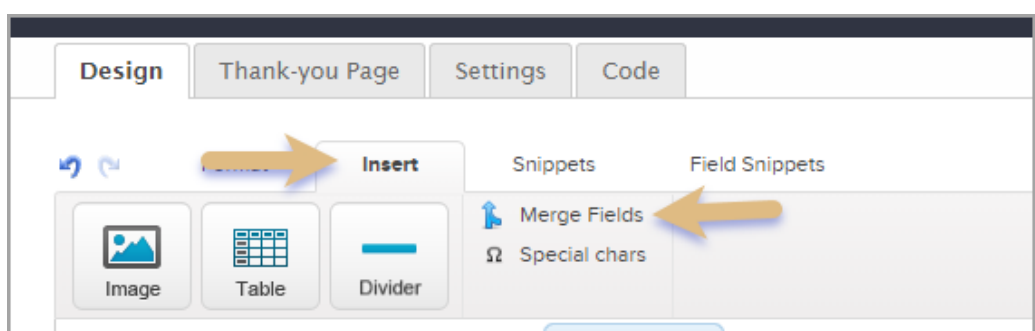 Design Thank-you Page Settings Code
Insert Snippets Field Snippets
Merge Fields
Ω Special chars
Image Table Divider